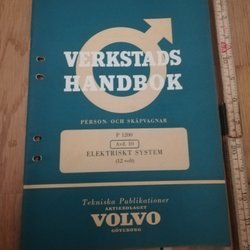 VERKSTADS
HANDBOK
PERSON- OCH SKÅPVAGNAR
P 1200
Avd. 10
ELEKTRISKT SYSTEM
(12 volt)
Tekniska Publikationer
AKTIEBOLAGET
VOLVO
GÖTEBORG